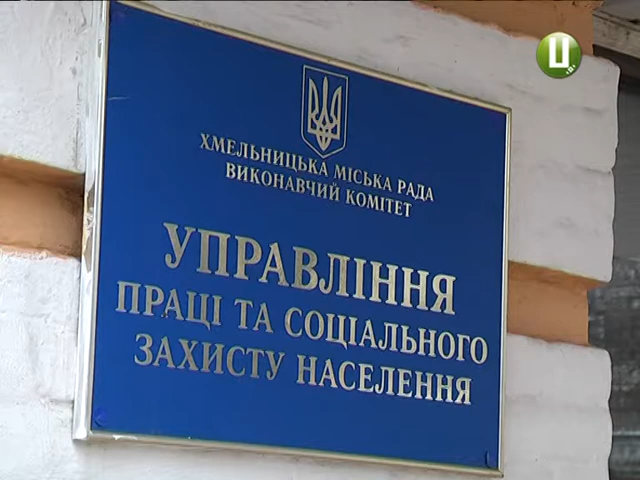 Ц
ХМЕЛЬНИЦЬКА МІСЬКА РАДА
ВИКОНАВЧИЙ КОМІТЕТ
УПРАВЛІННЯ
ПРАЦІ ТА СОЦІАЛЬНОГО
ЗАХИСТУ НАСЕЛЕННЯ